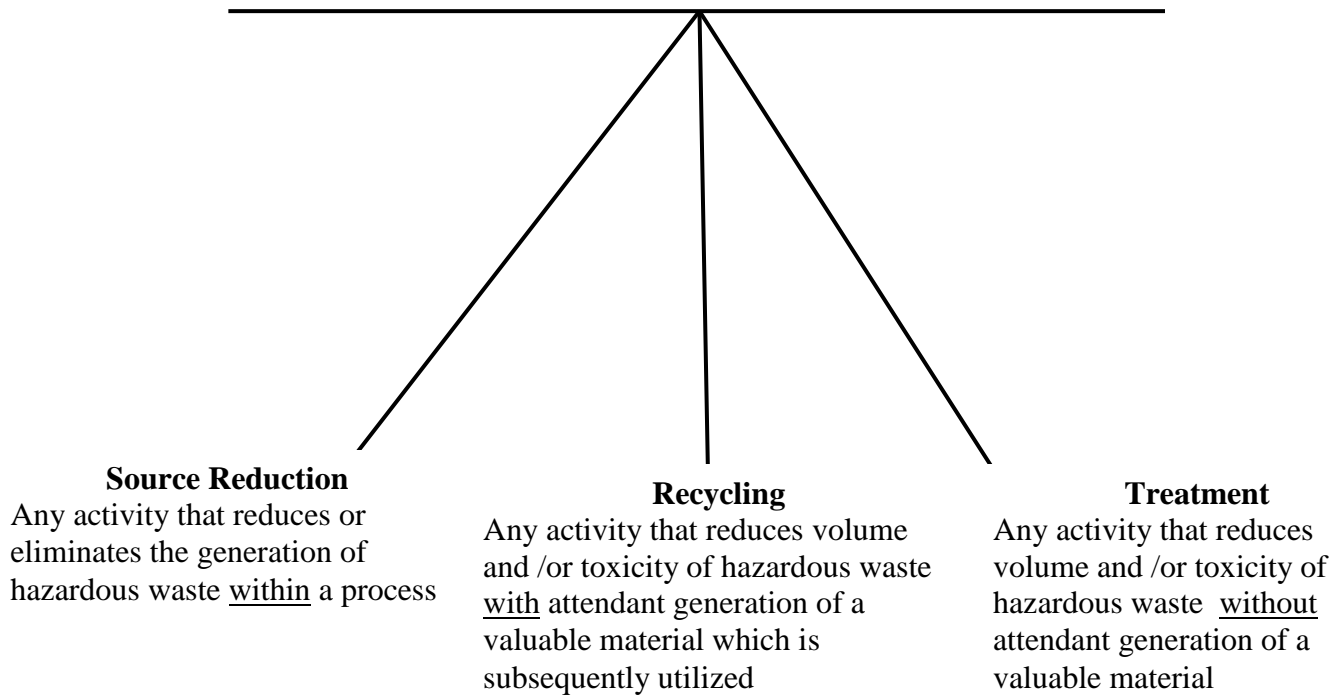 Source Reduction
Any activity that reduces or
eliminates the generation of
hazardous waste within a process
Recycling
Any activity that reduces volume
and /or toxicity of hazardous waste
with attendant generation of a
valuable material which is
subsequently utilized
Treatment
Any activity that reduces
volume and /or toxicity of
hazardous waste without
attendant generation of a
valuable material